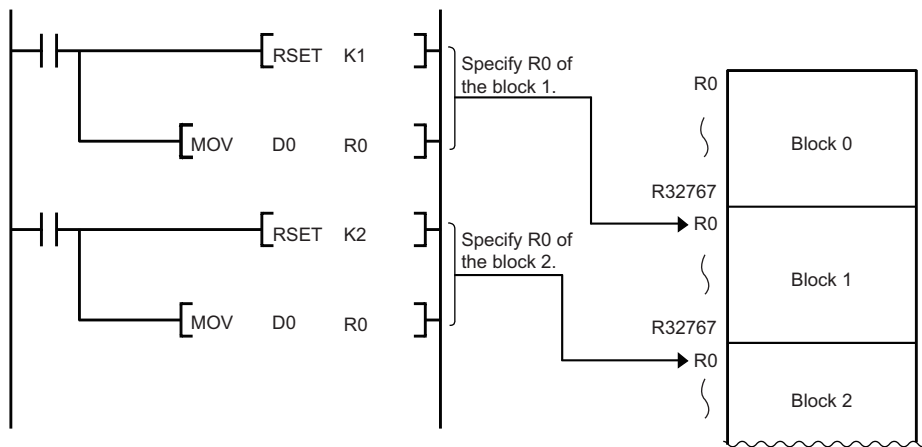 RSET K1
MOV D0 R0
Specify R0 of
the block 1.
RSET K2
MOV D0 R0
Specify R0 of
the block 2.
R0
Block 0
R32767
R0
Block 1
R32767
R0
Block 2